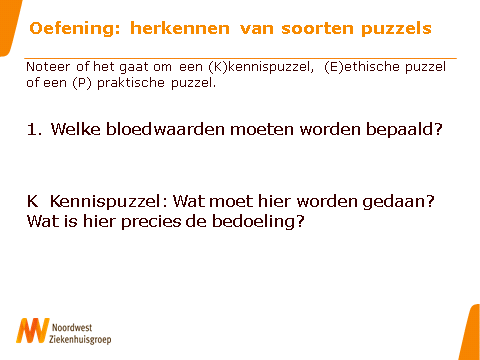 Oefening: herkennen van soorten puzzels
Noteer of het gaat om een (K)kennispuzzel, (E)ethische puzzel
of een (P) praktische puzzel.
1. Welke bloedwaarden moeten worden bepaald?
K Kennispuzzel: Wat moet hier worden gedaan?
Wat is hier precies de bedoeling?
Noordwest
Ziekenhuisgroep